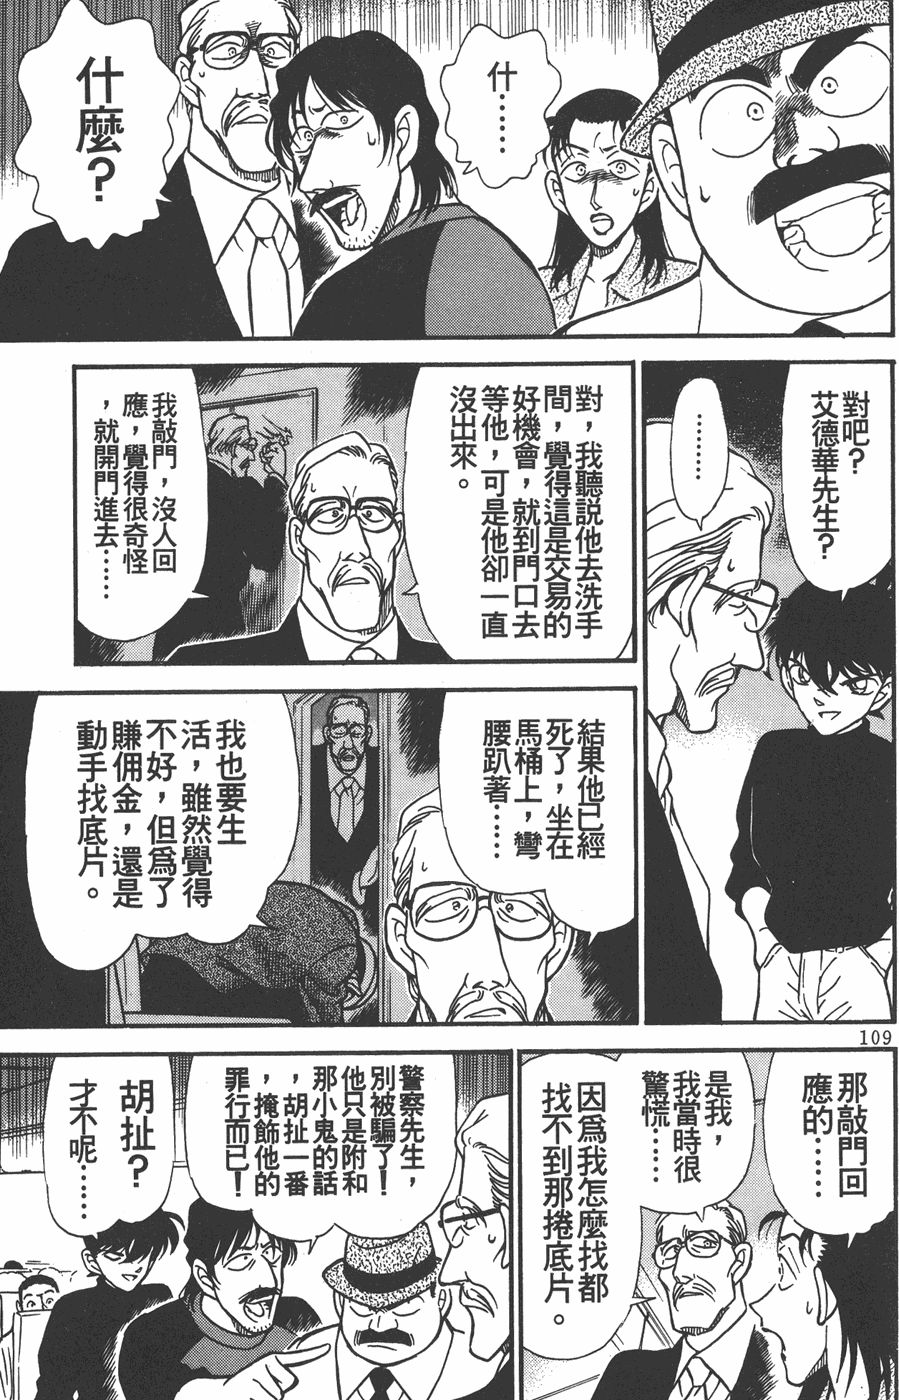 什……
什麼？
對吧？
艾德華先生？
………
對，我聽說他去洗手
間，覺得這是交易的
好機會，就到門口去
等他，可是他卻一直
沒出來。
我敲門，沒人回
應，覺得很奇怪
，就開門進去……
結果他已經
死了，坐在
馬桶上，彎
腰趴著……
我也要生
活，雖然覺得
不好，但為了
賺佣金，還是
動手找底片。
109
那敲門回
應的……
是我，
我當時很
驚慌……
因為我怎麼找都
找不到那捲底片。
警察先生，
別被騙了！
他只是附和
那小鬼的話
，胡扯一番
，掩飾他的
罪行而已！
胡扯？
才不呢……